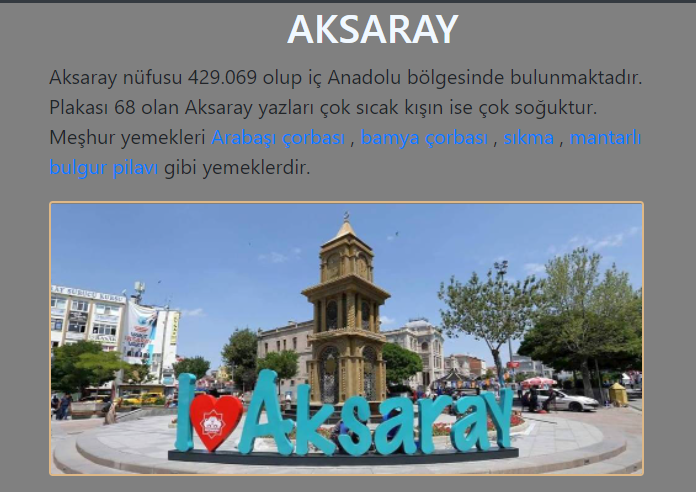 AKSARAY
Aksaray nüfusu 429.069 olup iç Anadolu bölgesinde bulunmaktadır.
Plakası 68 olan Aksaray yazları çok sıcak kışın ise çok soğuktur.
Meşhur yemekleri Arabaşı çorbası , bamya çorbası , sıkma , mantarlı
bulgur pilavı gibi yemeklerdir.
Aksaray